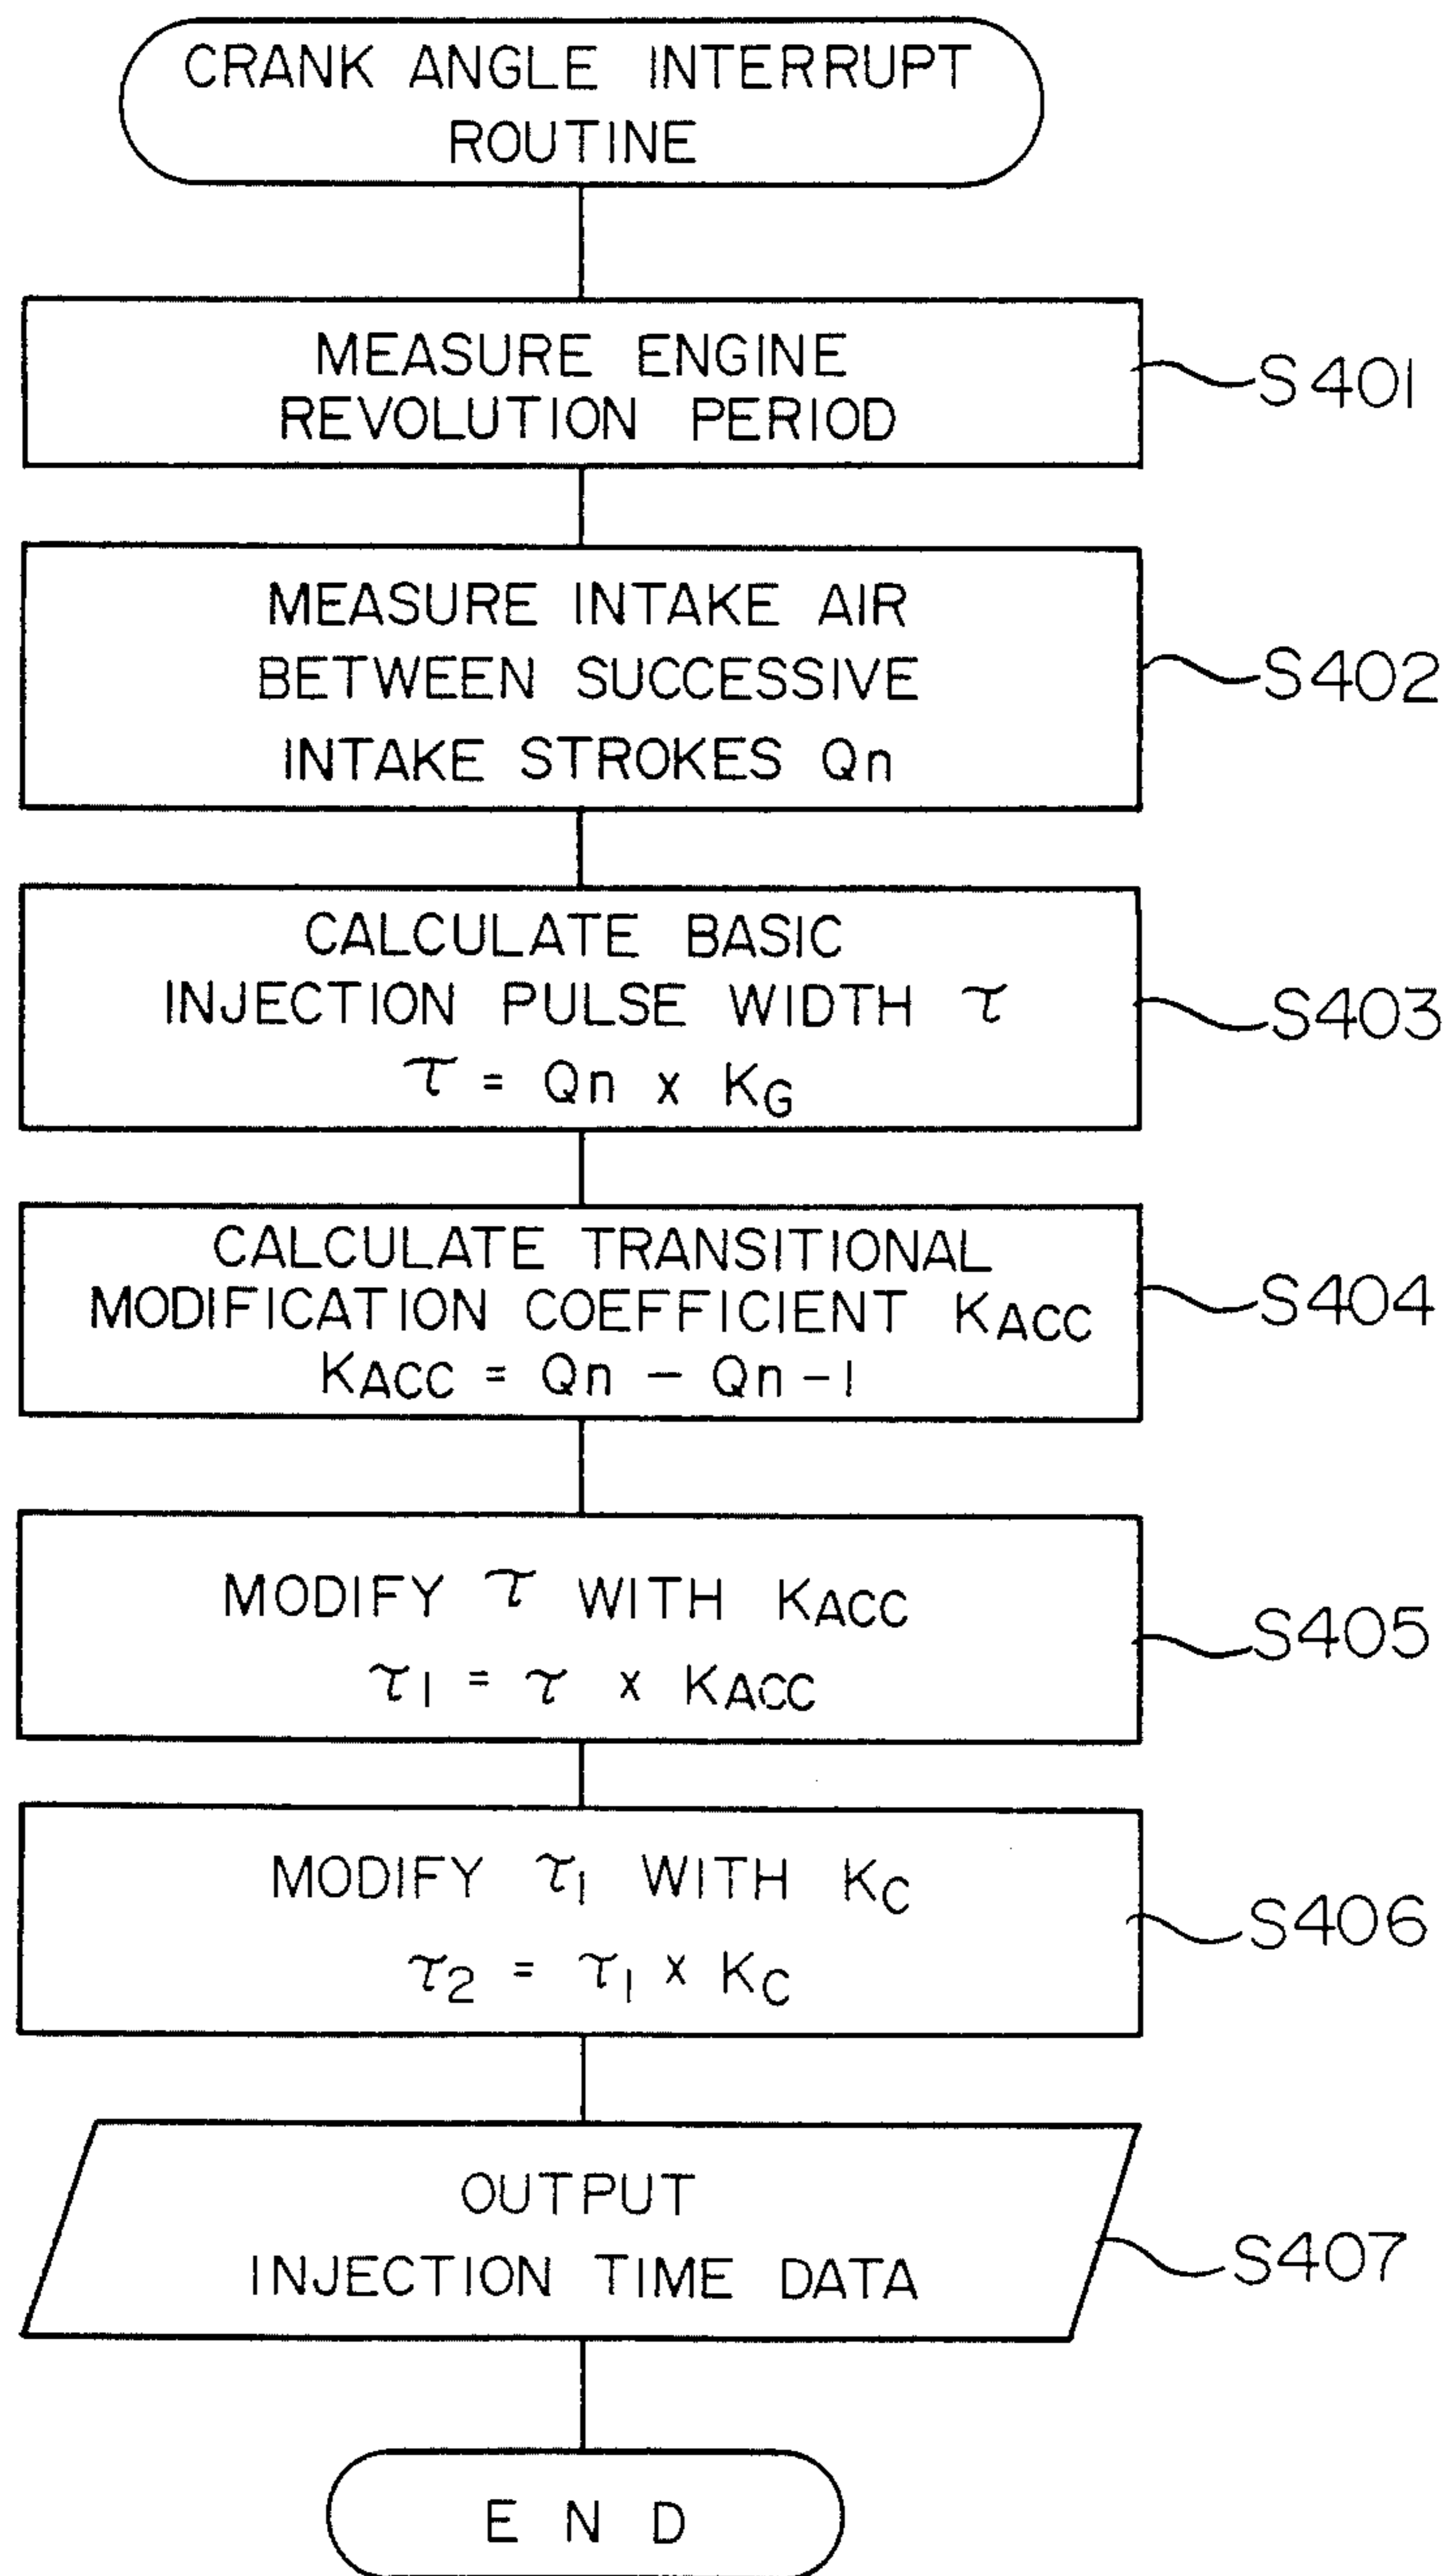 CRANK ANGLE INTERRUPT
ROUTINE
MEASURE ENGINE
REVOLUTION PERIOD
S401
MEASURE INTAKE AIR
BETWEEN SUCCESSIVE
INTAKE STROKES Qn
S402
CALCULATE BASIC
INJECTION PULSE WIDTH τ
τ = Qn x KG
S403
CALCULATE TRANSITIONAL
MODIFICATION COEFFICIENT KACC
KACC = Qn – Qn-1
S404
MODIFY τ WITH KACC
τ1 = τ x KACC
S405
MODIFY τ1 WITH KC
τ2 = τ1 x KC
S406
OUTPUT
INJECTION TIME DATA
S407
END